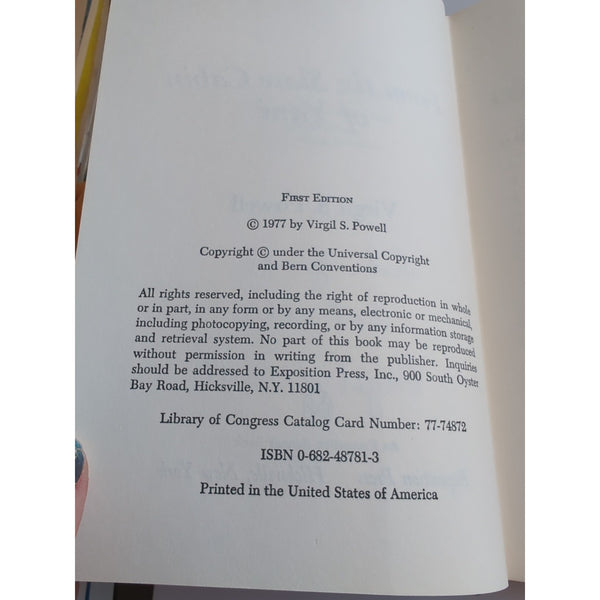 First Edition
© 1977 by Virgil S. Powell
Copyright © under the Universal Copyright
and Bern Conventions
All rights reserved, including the right of reproduction in whole
or in part, in any form or by any means, electronic or mechanical,
including photocopying, recording, or by any information storage
and retrieval system. No part of this book may be reproduced
without permission in writing from the publisher. Inquiries
should be addressed to Exposition Press, Inc., 900 South Oyster
Bay Road, Hicksville, N.Y. 11801
Library of Congress Catalog Card Number: 77-74872
ISBN 0-682-48781-3
Printed in the United States of America